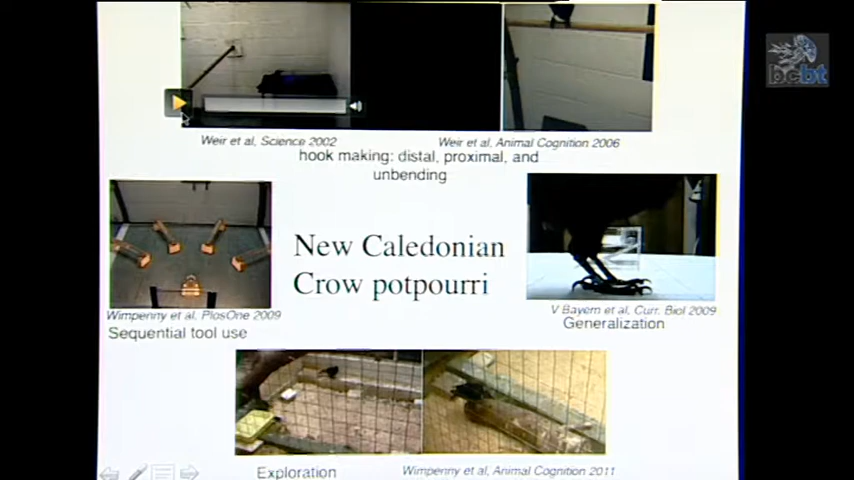 bcbt
Weir et al, Science 2002
Weir et al, Animal Cognition 2006
hook making: distal, proximal, and
unbending
New Caledonian
Crow potpourri
Wimpenny et al. PlosOne 2009
Sequential tool use
V Bayern et al, Curr. Biol 2009
Generalization
Exploration
Wimpenny et al, Animal Cognition 2011